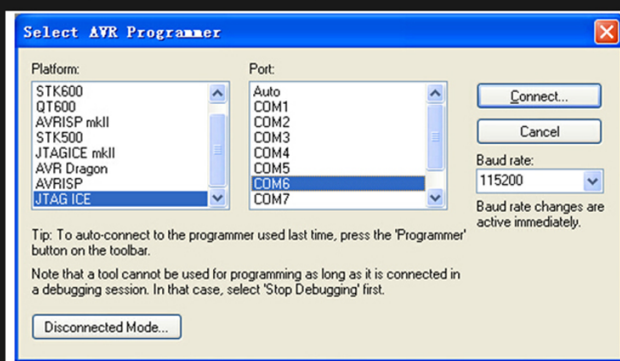 Select AVR Programmer
Platform:
STK600
QT600
AVRISP mkII
STK500
JTAGICE mkII
AVR Dragon
AVRISP
JTAG ICE
Port:
Auto
COM1
COM2
COM3
COM4
COM5
COM6
COM7
Connect...
Cancel
Baud rate:
115200
Baud rate changes are
active immediately.
Tip: To auto-connect to the programmer used last time, press the 'Programmer'
button on the toolbar.
Note that a tool cannot be used for programming as long as it is connected in
a debugging session. In that case, select 'Stop Debugging' first.
Disconnected Mode...